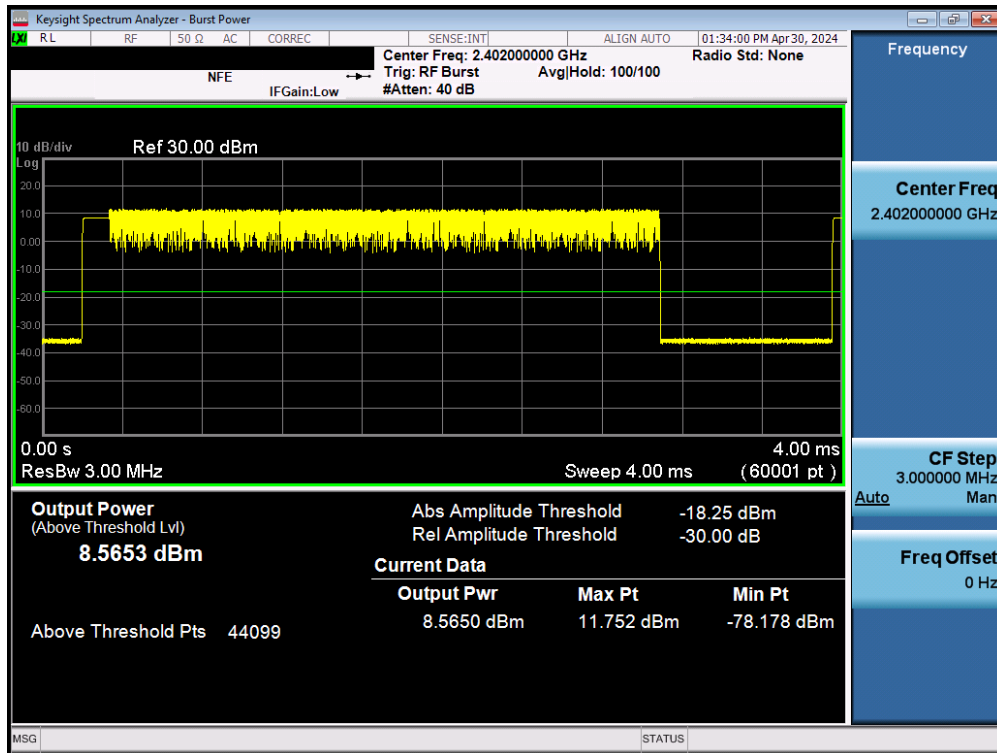 Keysight Spectrum Analyzer - Burst Power
LXI RL RF 50 Ω AC CORREC SENSE:INT ALIGN AUTO 01:34:00 PM Apr 30, 2024
Center Freq: 2.402000000 GHz Radio Std: None
NFE Trig: RF Burst Avg|Hold: 100/100
IFGain:Low #Atten: 40 dB
10 dB/div Ref 30.00 dBm
Log
20.0
10.0
0.00
-10.0
-20.0
-30.0
-40.0
-50.0
-60.0
0.00 s 4.00 ms
ResBw 3.00 MHz Sweep 4.00 ms (60001 pt )
Output Power
(Above Threshold Lvl)
8.5653 dBm
Above Threshold Pts 44099
Abs Amplitude Threshold -18.25 dBm
Rel Amplitude Threshold -30.00 dB
Current Data
Output Pwr Max Pt Min Pt
8.5650 dBm 11.752 dBm -78.178 dBm
Frequency
Center Freq
2.402000000 GHz
CF Step
3.000000 MHz
Auto Man
Freq Offset
0 Hz
MSG STATUS